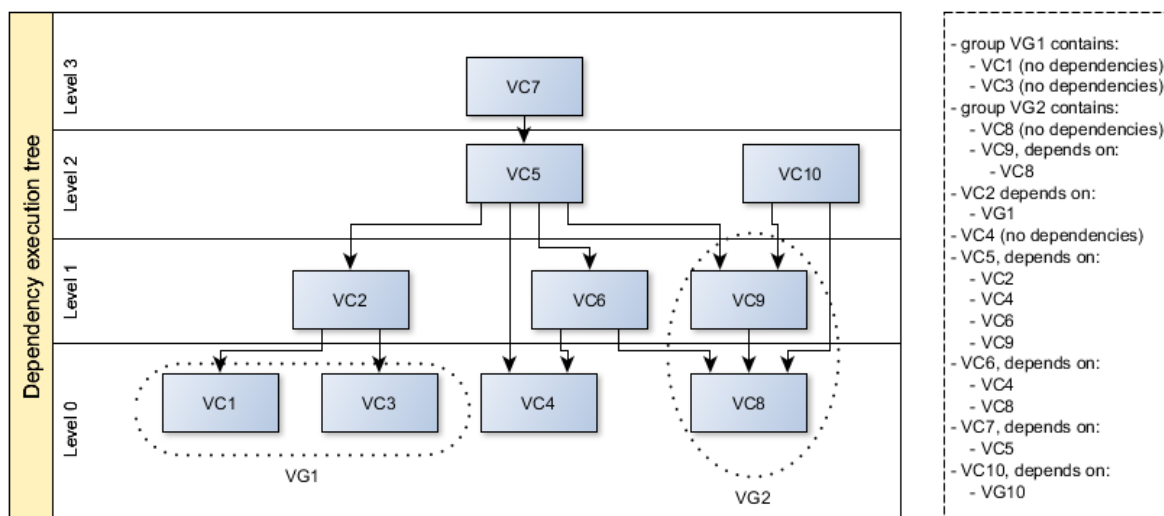 Dependency execution tree
Level 3
VC7
Level 2
VC5
VC10
Level 1
VC2
VC6
VC9
Level 0
VC1
VC3
VC4
VC8
VG1
VG2
- group VG1 contains:
- VC1 (no dependencies)
- VC3 (no dependencies)
- group VG2 contains:
- VC8 (no dependencies)
- VC9, depends on:
- VC8
- VC2 depends on:
- VG1
- VC4 (no dependencies)
- VC5, depends on:
- VC2
- VC4
- VC6
- VC9
- VC6, depends on:
- VC4
- VC8
- VC7, depends on:
- VC5
- VC10, depends on:
- VG10